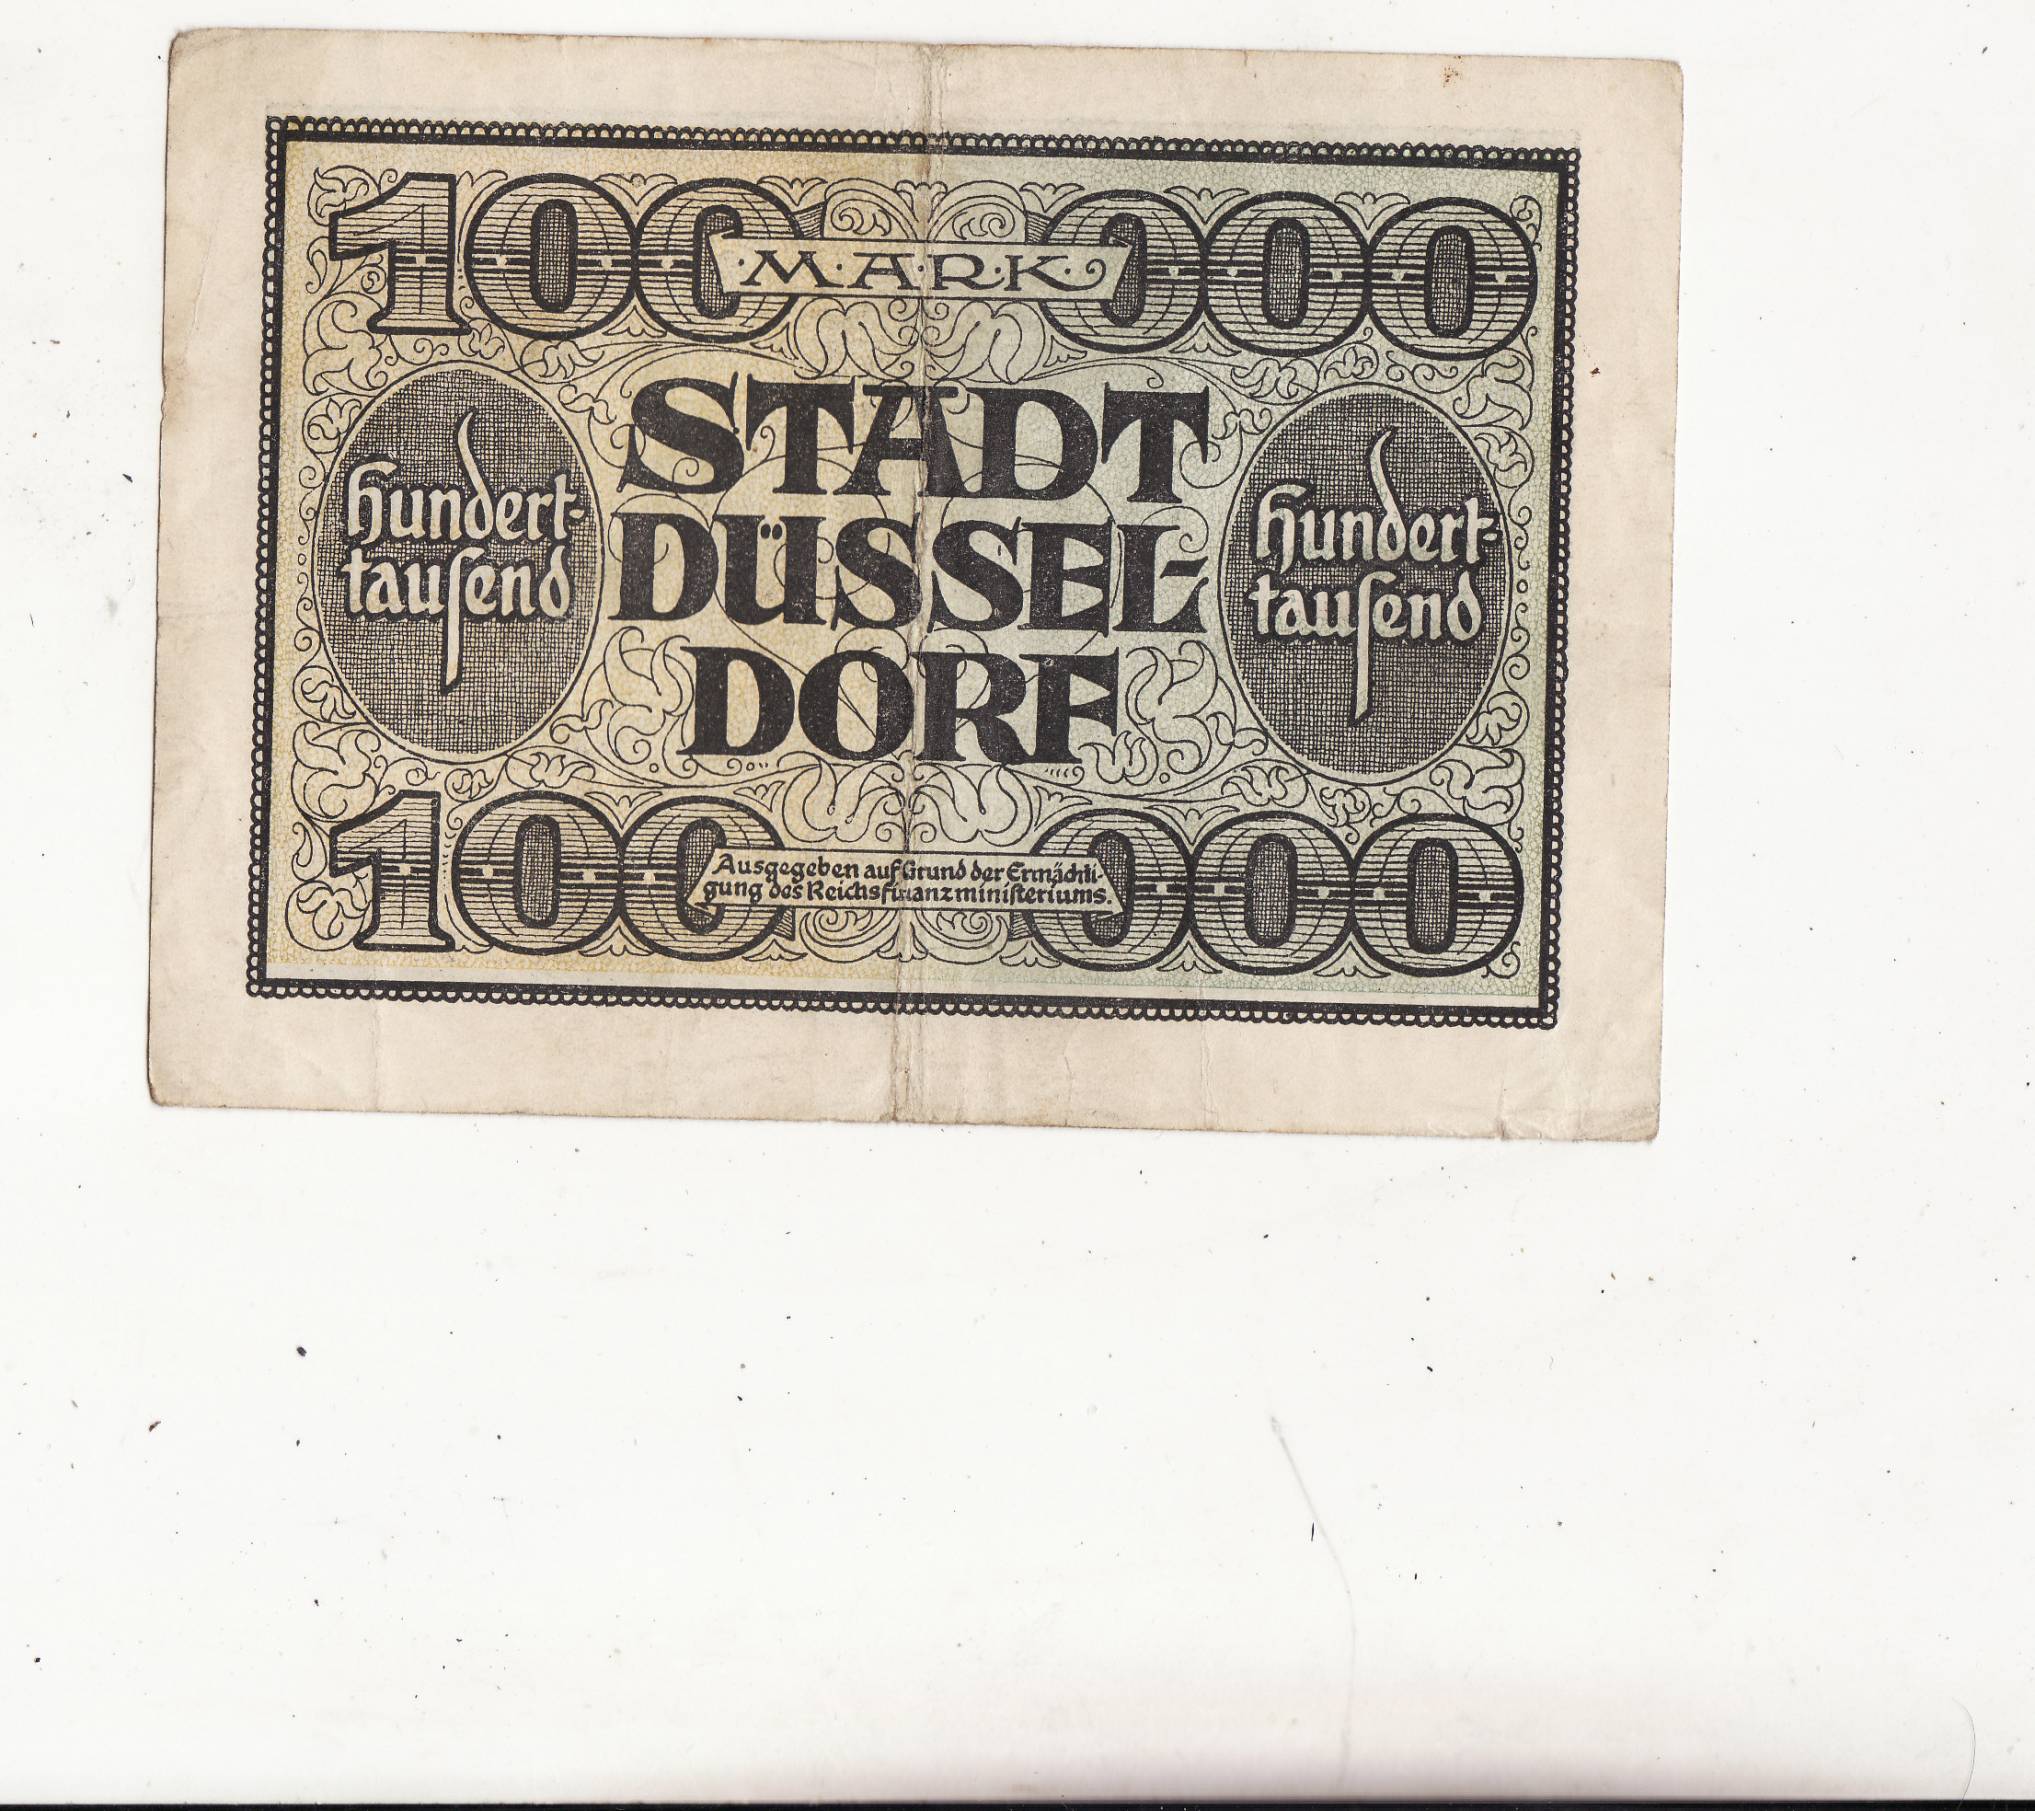 100 000
·M·A·R·K·
STADT
DÜSSEL-
DORF
hundert-
tauſend
hundert-
tauſend
100 000
Ausgegeben auf Grund der Ermächti-
gung des Reichsfinanzminiſteriums.